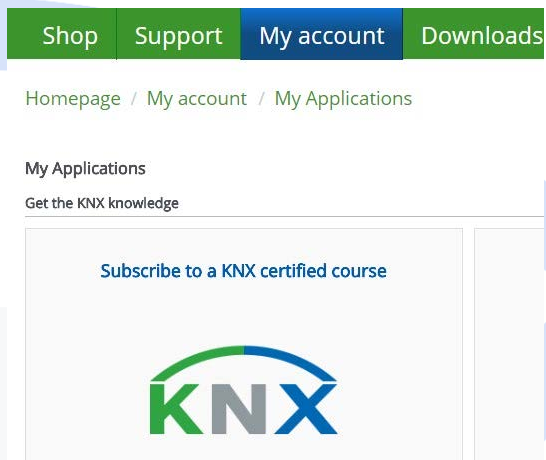 Shop Support My account Downloads
Homepage / My account / My Applications
My Applications
Get the KNX knowledge
Subscribe to a KNX certified course
KNX